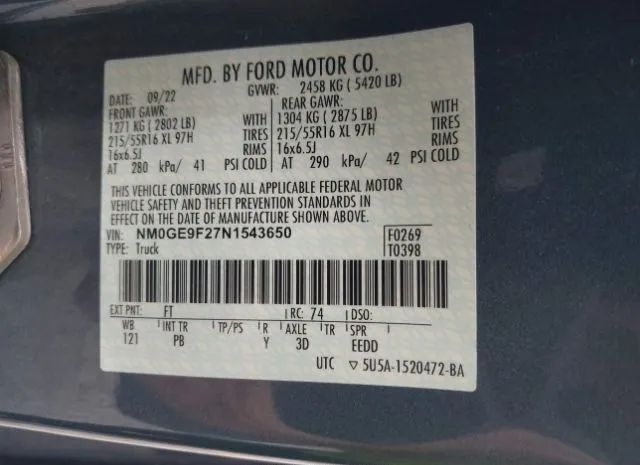 MFD. BY FORD MOTOR CO.
DATE: 09/22 GVWR: 2458 KG ( 5420 LB)
FRONT GAWR: REAR GAWR:
1271 KG ( 2802 LB) WITH 1304 KG ( 2875 LB) WITH
215/55R16 XL 97H TIRES 215/55R16 XL 97H TIRES
16x6.5J RIMS 16x6.5J RIMS
AT 280 kPa/ 41 PSI COLD AT 290 kPa/ 42 PSI COLD
THIS VEHICLE CONFORMS TO ALL APPLICABLE FEDERAL MOTOR
VEHICLE SAFETY AND THEFT PREVENTION STANDARDS IN
EFFECT ON THE DATE OF MANUFACTURE SHOWN ABOVE.
VIN: NM0GE9F27N1543650 F0269
TYPE: Truck T0398
EXT PNT: FT RC: 74 DSO:
WB INT TR TP/PS R AXLE TR SPR
121 PB Y 3D EEDD
UTC ▽ 5U5A-1520472-BA